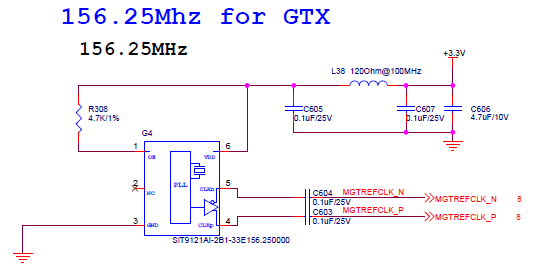 156.25Mhz for GTX
156.25MHz
+3.3V
L38 120Ohm@100MHz
R308
4.7K/1%
C605
0.1uF/25V
C607
0.1uF/25V
C606
4.7uF/10V
G4
1
OE
VDD
6
PLL
2
NC
CLKn
5
3
GND
CLKp
4
SIT9121AI-2B1-33E156.250000
C604
0.1uF/25V
MGTREFCLK_N
MGTREFCLK_N
8
C603
0.1uF/25V
MGTREFCLK_P
MGTREFCLK_P
8